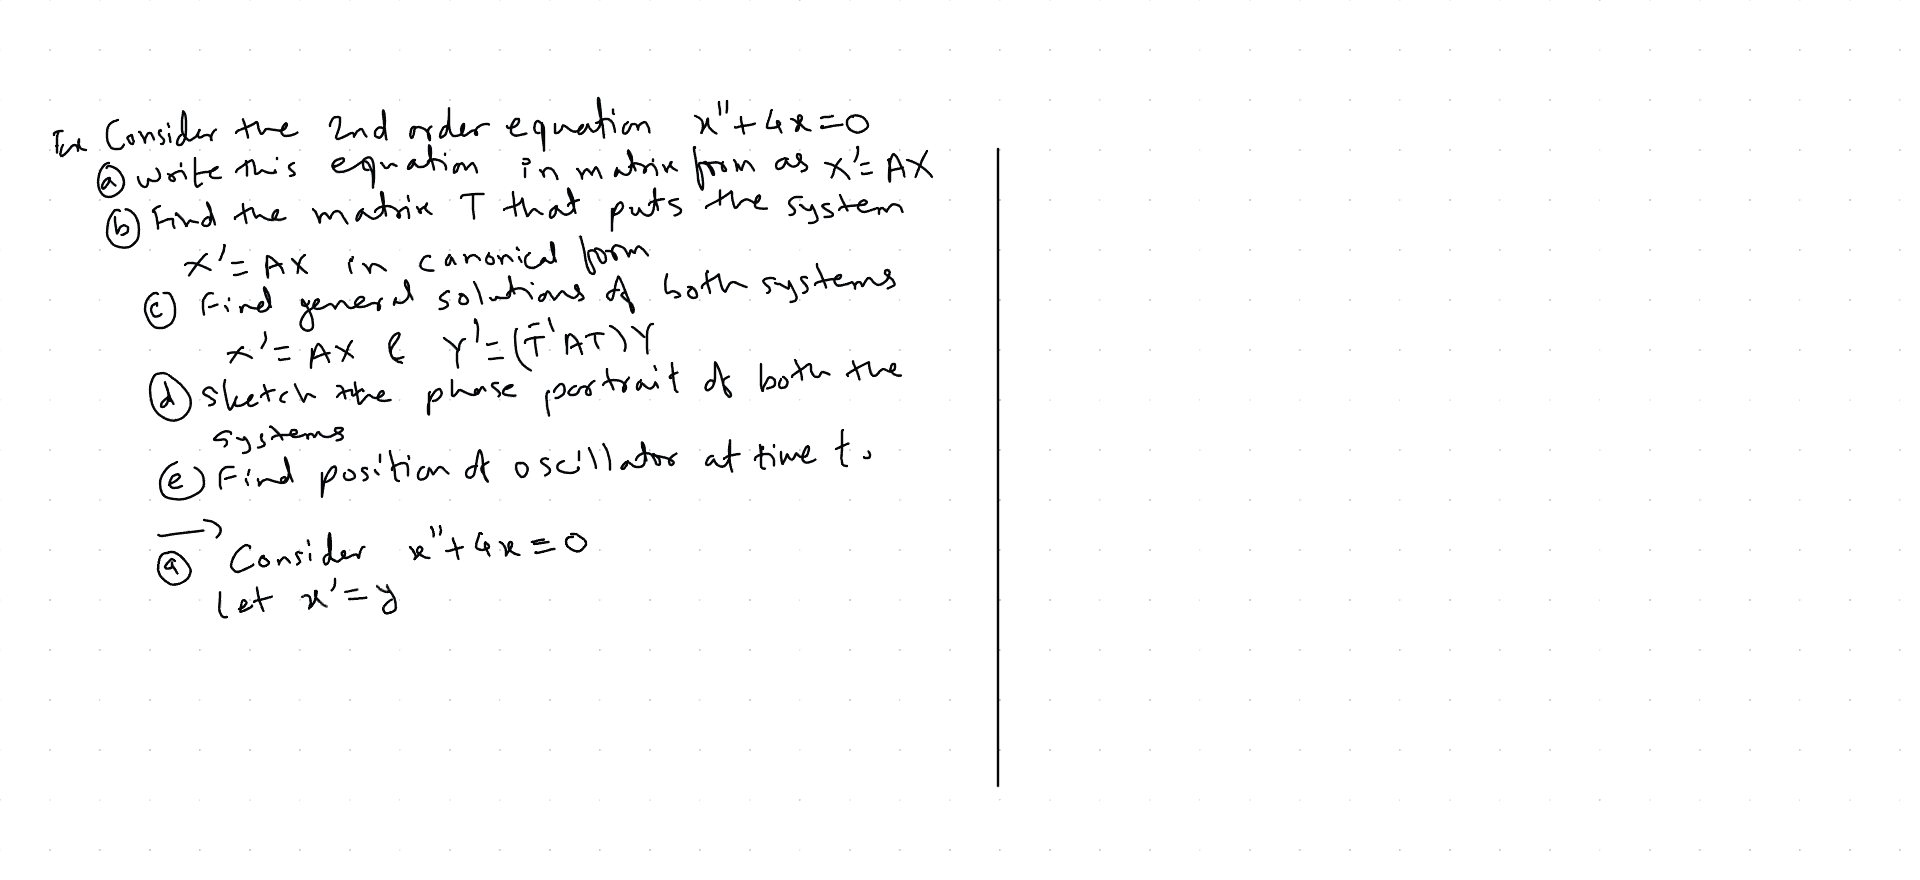 Ex Consider the 2nd order equation x"+4x=0
(a) Write this equation in matrix from as X'=AX
(b) Find the matrix T that puts the system
X'=AX in canonical form
(c) Find general solutions of both systems
X'=AX & Y'=(T⁻¹AT)Y
(d) Sketch the phase portrait of both the
systems
(e) Find position of oscillator at time t.
→
(a) Consider x"+4x=0
Let x'=y